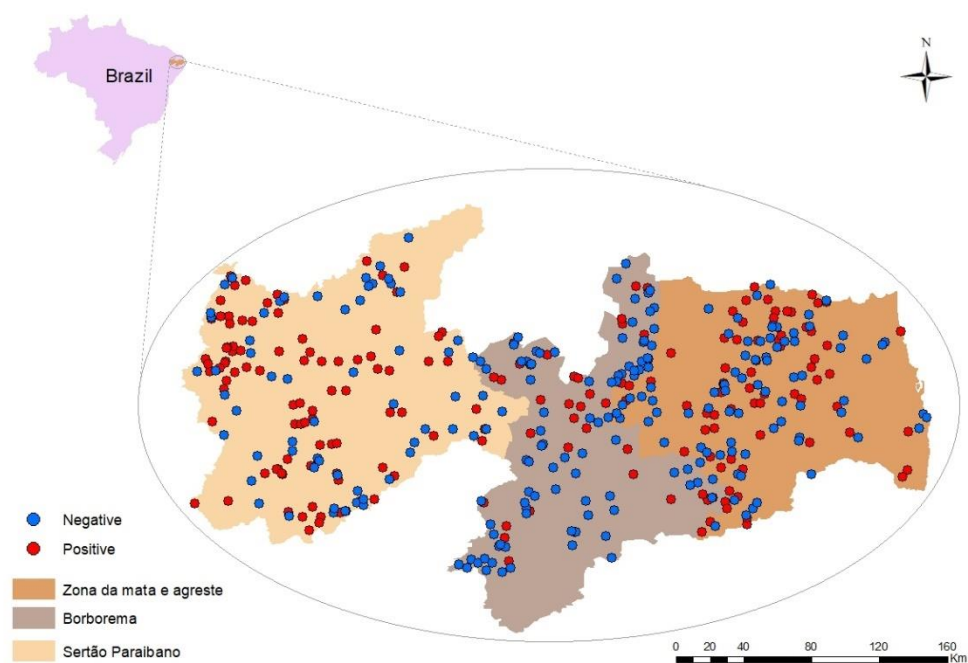 N
Brazil
Negative
Positive
Zona da mata e agreste
Borborema
Sertão Paraibano
0 20 40 80 120 160
Km